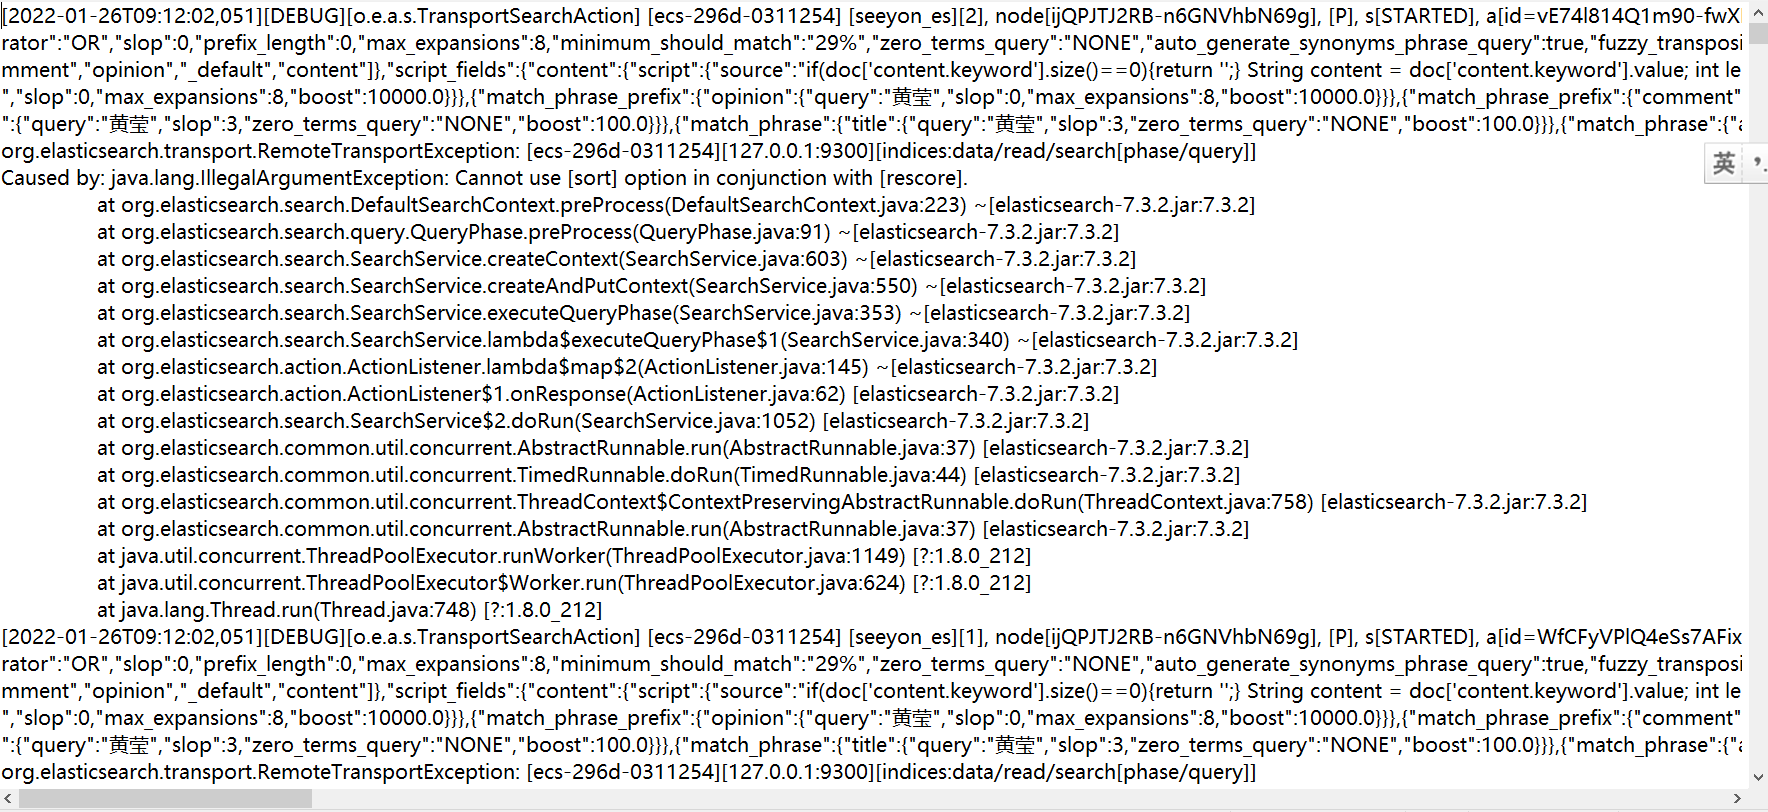 [2022-01-26T09:12:02,051][DEBUG][o.e.a.s.TransportSearchAction] [ecs-296d-0311254] [seeyon_es][2], node[ijQPJTJ2RB-n6GNVhbN69g], [P], s[STARTED], a[id=vE74l814Q1m90-fwX
rator":"OR","slop":0,"prefix_length":0,"max_expansions":8,"minimum_should_match":"29%","zero_terms_query":"NONE","auto_generate_synonyms_phrase_query":true,"fuzzy_transposi
mment","opinion","_default","content"]},"script_fields":{"content":{"script":{"source":"if(doc['content.keyword'].size()==0){return '';} String content = doc['content.keyword'].value; int le
","slop":0,"max_expansions":8,"boost":10000.0}}},{"match_phrase_prefix":{"opinion":{"query":"黄莹","slop":0,"max_expansions":8,"boost":10000.0}}},{"match_phrase_prefix":{"comment"
":{"query":"黄莹","slop":3,"zero_terms_query":"NONE","boost":100.0}}},{"match_phrase":{"title":{"query":"黄莹","slop":3,"zero_terms_query":"NONE","boost":100.0}}},{"match_phrase":{"a
org.elasticsearch.transport.RemoteTransportException: [ecs-296d-0311254][127.0.0.1:9300][indices:data/read/search[phase/query]]
英 ，
Caused by: java.lang.IllegalArgumentException: Cannot use [sort] option in conjunction with [rescore].
at org.elasticsearch.search.DefaultSearchContext.preProcess(DefaultSearchContext.java:223) ~[elasticsearch-7.3.2.jar:7.3.2]
at org.elasticsearch.search.query.QueryPhase.preProcess(QueryPhase.java:91) ~[elasticsearch-7.3.2.jar:7.3.2]
at org.elasticsearch.search.SearchService.createContext(SearchService.java:603) ~[elasticsearch-7.3.2.jar:7.3.2]
at org.elasticsearch.search.SearchService.createAndPutContext(SearchService.java:550) ~[elasticsearch-7.3.2.jar:7.3.2]
at org.elasticsearch.search.SearchService.executeQueryPhase(SearchService.java:353) ~[elasticsearch-7.3.2.jar:7.3.2]
at org.elasticsearch.search.SearchService.lambda$executeQueryPhase$1(SearchService.java:340) ~[elasticsearch-7.3.2.jar:7.3.2]
at org.elasticsearch.action.ActionListener.lambda$map$2(ActionListener.java:145) ~[elasticsearch-7.3.2.jar:7.3.2]
at org.elasticsearch.action.ActionListener$1.onResponse(ActionListener.java:62) [elasticsearch-7.3.2.jar:7.3.2]
at org.elasticsearch.search.SearchService$2.doRun(SearchService.java:1052) [elasticsearch-7.3.2.jar:7.3.2]
at org.elasticsearch.common.util.concurrent.AbstractRunnable.run(AbstractRunnable.java:37) [elasticsearch-7.3.2.jar:7.3.2]
at org.elasticsearch.common.util.concurrent.TimedRunnable.doRun(TimedRunnable.java:44) [elasticsearch-7.3.2.jar:7.3.2]
at org.elasticsearch.common.util.concurrent.ThreadContext$ContextPreservingAbstractRunnable.doRun(ThreadContext.java:758) [elasticsearch-7.3.2.jar:7.3.2]
at org.elasticsearch.common.util.concurrent.AbstractRunnable.run(AbstractRunnable.java:37) [elasticsearch-7.3.2.jar:7.3.2]
at java.util.concurrent.ThreadPoolExecutor.runWorker(ThreadPoolExecutor.java:1149) [?:1.8.0_212]
at java.util.concurrent.ThreadPoolExecutor$Worker.run(ThreadPoolExecutor.java:624) [?:1.8.0_212]
at java.lang.Thread.run(Thread.java:748) [?:1.8.0_212]
[2022-01-26T09:12:02,051][DEBUG][o.e.a.s.TransportSearchAction] [ecs-296d-0311254] [seeyon_es][1], node[ijQPJTJ2RB-n6GNVhbN69g], [P], s[STARTED], a[id=WfCFyVPlQ4eSs7AFix
rator":"OR","slop":0,"prefix_length":0,"max_expansions":8,"minimum_should_match":"29%","zero_terms_query":"NONE","auto_generate_synonyms_phrase_query":true,"fuzzy_transposi
mment","opinion","_default","content"]},"script_fields":{"content":{"script":{"source":"if(doc['content.keyword'].size()==0){return '';} String content = doc['content.keyword'].value; int le
","slop":0,"max_expansions":8,"boost":10000.0}}},{"match_phrase_prefix":{"opinion":{"query":"黄莹","slop":0,"max_expansions":8,"boost":10000.0}}},{"match_phrase_prefix":{"comment"
":{"query":"黄莹","slop":3,"zero_terms_query":"NONE","boost":100.0}}},{"match_phrase":{"title":{"query":"黄莹","slop":3,"zero_terms_query":"NONE","boost":100.0}}},{"match_phrase":{"a
org.elasticsearch.transport.RemoteTransportException: [ecs-296d-0311254][127.0.0.1:9300][indices:data/read/search[phase/query]]